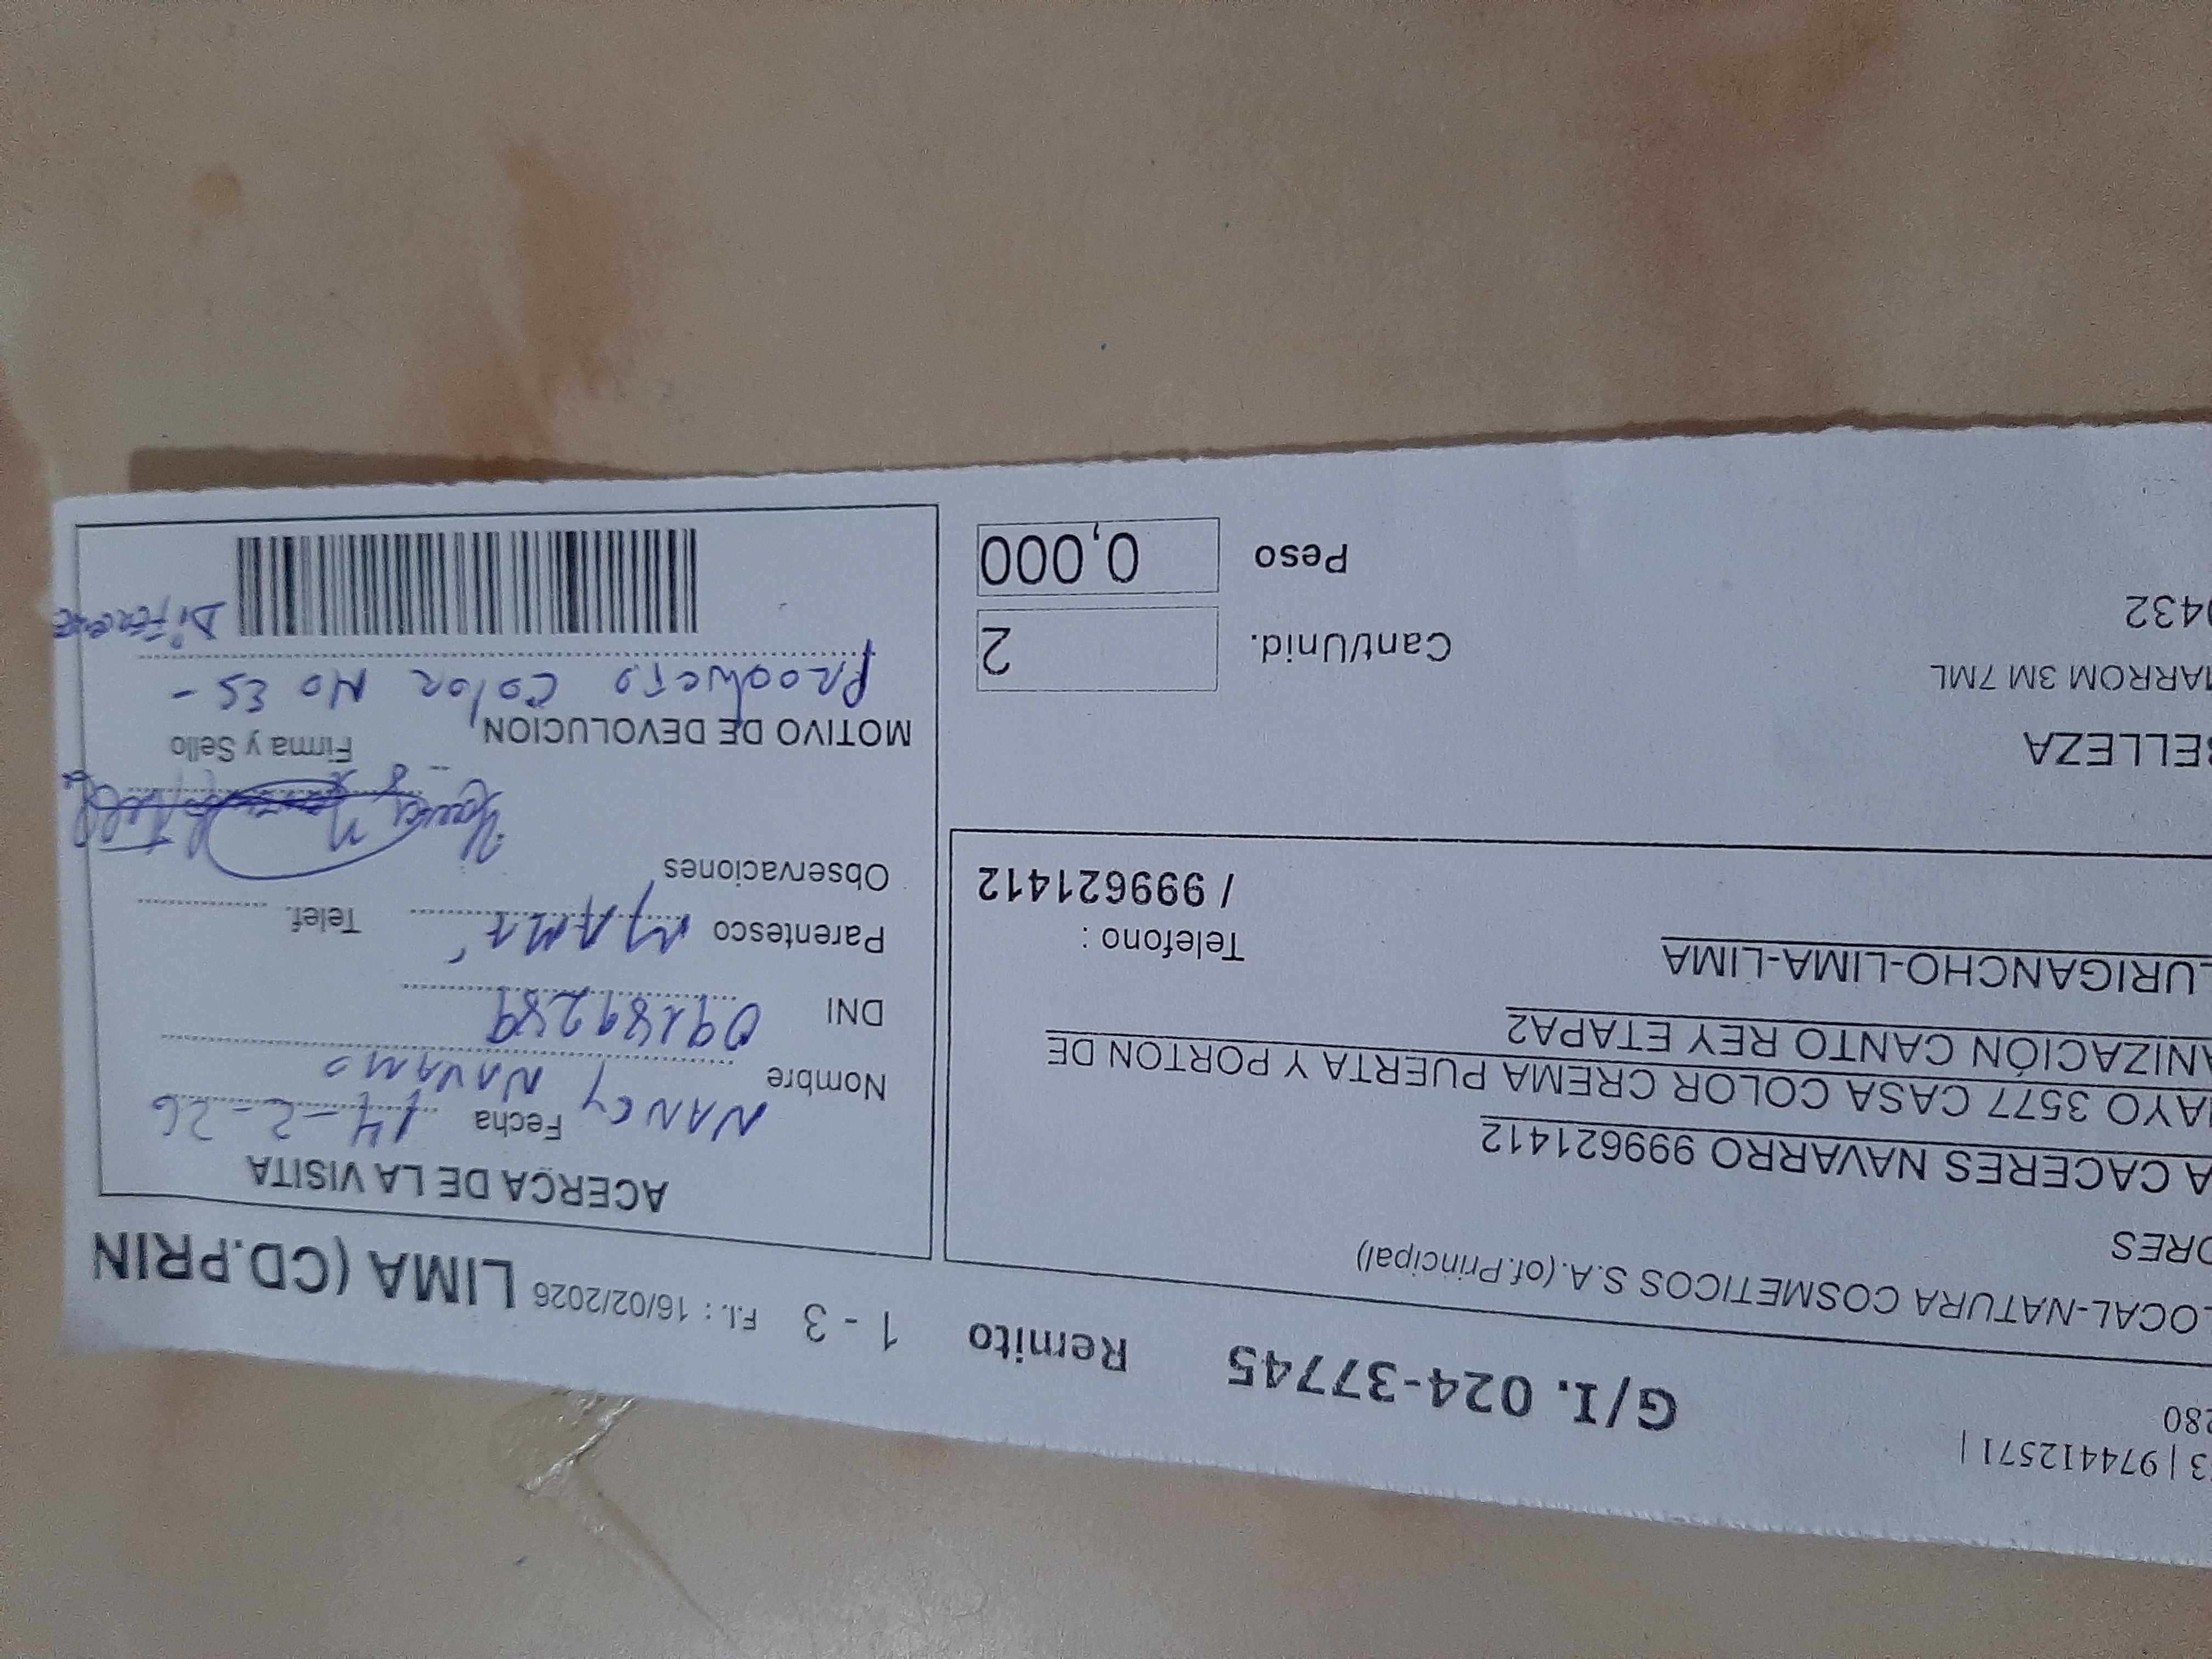 3 | 974412571 |
280
G/I. 024-37745 Remito 1 - 3 F.I. : 16/02/2026 LIMA (CD.PRIN
LOCAL-NATURA COSMETICOS S.A. (of.Principal)
ORES
A CACERES NAVARRO 999621412
AYO 3577 CASA COLOR CREMA PUERTA Y PORTON DE
ANIZACIÓN CANTO REY ETAPA2
LURIGANCHO-LIMA-LIMA
Telefono :
/ 999621412
BELLEZA
MARROM 3M 7ML
0432
Cant/Unid. 2
Peso 0,000
ACERCA DE LA VISITA
Fecha 14-2-26
Nombre NANCY NAVARRO
DNI 09189289
Parentesco MAMÁ Telef.
Observaciones
Firma y Sello
MOTIVO DE DEVOLUCION
PRODUCTO COLOR NO ES -